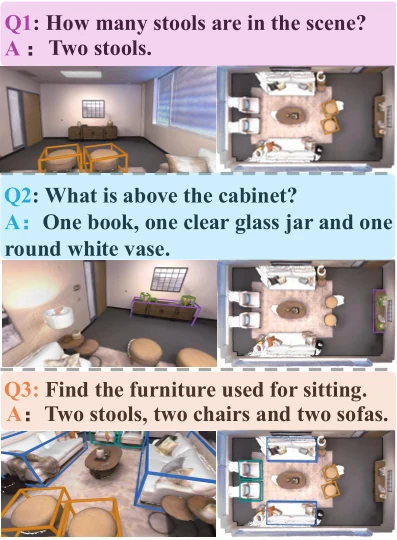 Q1: How many stools are in the scene?
A : Two stools.
Q2: What is above the cabinet?
A: One book, one clear glass jar and one
round white vase.
Q3: Find the furniture used for sitting.
A: Two stools, two chairs and two sofas.